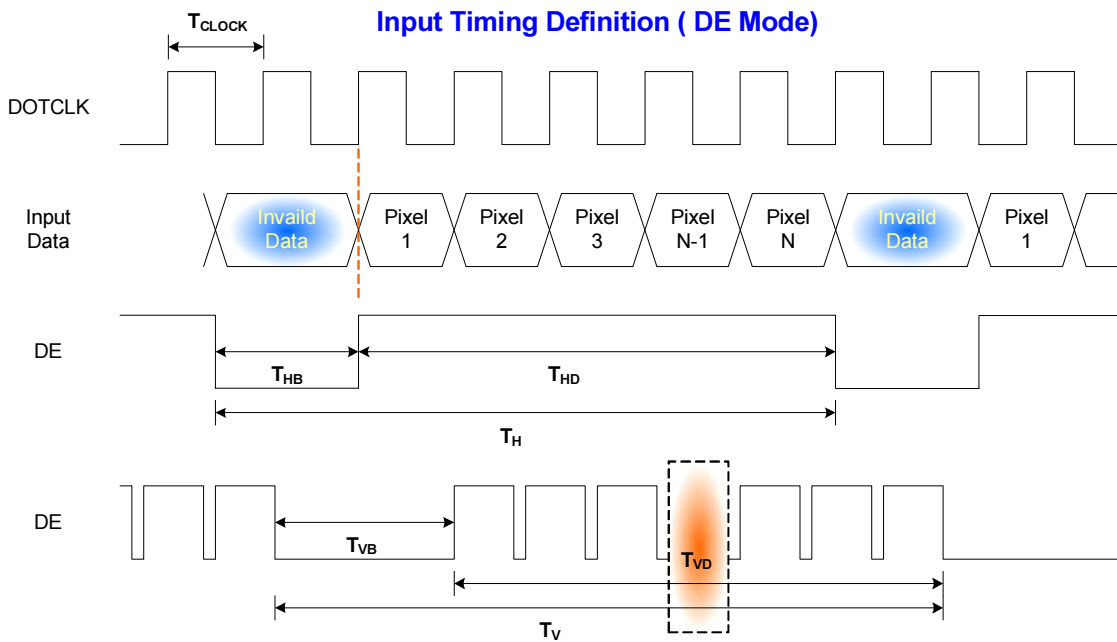 Input Timing Definition ( DE Mode)
TCLOCK
DOTCLK
Input
Data
Invaild
Data
Pixel
1
Pixel
2
Pixel
3
Pixel
N-1
Pixel
N
Invaild
Data
Pixel
1
DE
THB
THD
TH
DE
TVB
TVD
TV